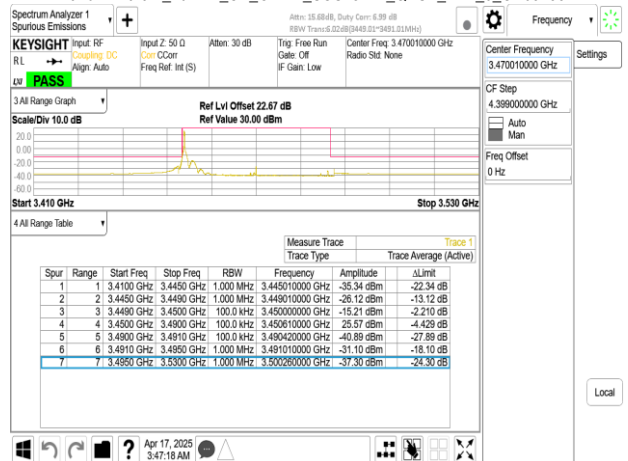 Spectrum Analyzer 1
Spurious Emissions
Attn: 15.68dB, Duty Corr: 6.99 dB
RBW Trans:6.02dB(3449.01~3491.01MHz)
Frequency
KEYSIGHT Input: RF Input Z: 50 Ω Atten: 30 dB Trig: Free Run Center Freq: 3.470010000 GHz
RL Coupling: DC Corr CCorr Gate: Off Radio Std: None
Align: Auto Freq Ref: Int (S) IF Gain: Low
LXI PASS
Center Frequency
3.470010000 GHz
Settings
CF Step
4.399000000 GHz
Auto
Man
Freq Offset
0 Hz
3 All Range Graph
Ref Lvl Offset 22.67 dB
Scale/Div 10.0 dB Ref Value 30.00 dBm
20.0
0.00
-20.0
-40.0
-60.0
Start 3.410 GHz Stop 3.530 GHz
4 All Range Table
Measure Trace Trace 1
Trace Type Trace Average (Active)
Spur Range Start Freq Stop Freq RBW Frequency Amplitude ΔLimit
1 1 3.4100 GHz 3.4450 GHz 1.000 MHz 3.445010000 GHz -35.34 dBm -22.34 dB
2 2 3.4450 GHz 3.4490 GHz 1.000 MHz 3.449010000 GHz -26.12 dBm -13.12 dB
3 3 3.4490 GHz 3.4500 GHz 100.0 kHz 3.450000000 GHz -15.21 dBm -2.210 dB
4 4 3.4500 GHz 3.4900 GHz 100.0 kHz 3.450610000 GHz 25.57 dBm -4.429 dB
5 5 3.4900 GHz 3.4910 GHz 100.0 kHz 3.490420000 GHz -40.89 dBm -27.89 dB
6 6 3.4910 GHz 3.4950 GHz 1.000 MHz 3.491010000 GHz -31.10 dBm -18.10 dB
7 7 3.4950 GHz 3.5300 GHz 1.000 MHz 3.500260000 GHz -37.30 dBm -24.30 dB
Local
Apr 17, 2025
3:47:18 AM